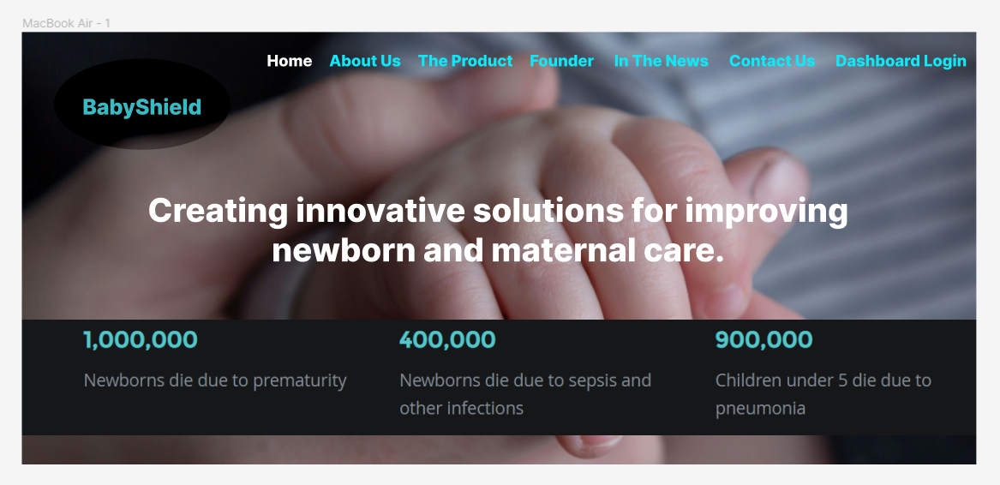 MacBook Air - 1
Home About Us The Product Founder In The News Contact Us Dashboard Login
BabyShield
Creating innovative solutions for improving
newborn and maternal care.
1,000,000
Newborns die due to prematurity
400,000
Newborns die due to sepsis and
other infections
900,000
Children under 5 die due to
pneumonia